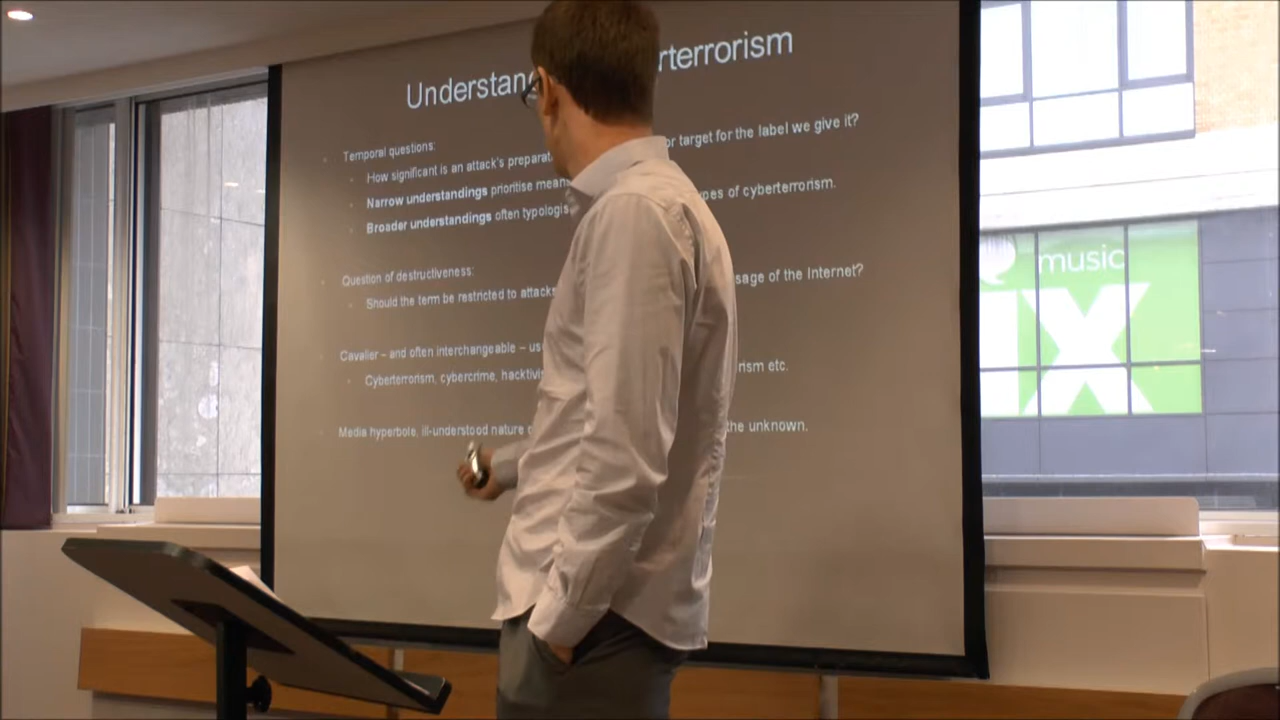 Understan rterrorism
Temporal questions:
How significant is an attack's preparat or target for the label we give it?
Narrow understandings prioritise mean
Broader understandings often typologis pes of cyberterrorism.
Question of destructiveness:
Should the term be restricted to attacks sage of the Internet?
Cavalier – and often interchangeable – us
Cyberterrorism, cybercrime, hacktivis rism etc.
Media hyperbole, ill-understood nature the unknown.
music